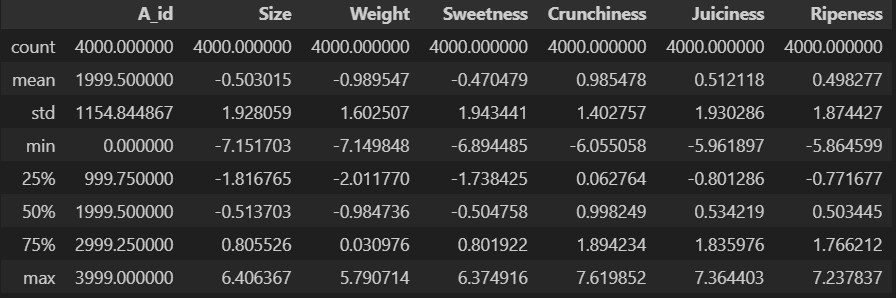 A_id Size Weight Sweetness Crunchiness Juiciness Ripeness
count 4000.000000 4000.000000 4000.000000 4000.000000 4000.000000 4000.000000 4000.000000
mean 1999.500000 -0.503015 -0.989547 -0.470479 0.985478 0.512118 0.498277
std 1154.844867 1.928059 1.602507 1.943441 1.402757 1.930286 1.874427
min 0.000000 -7.151703 -7.149848 -6.894485 -6.055058 -5.961897 -5.864599
25% 999.750000 -1.816765 -2.011770 -1.738425 0.062764 -0.801286 -0.771677
50% 1999.500000 -0.513703 -0.984736 -0.504758 0.998249 0.534219 0.503445
75% 2999.250000 0.805526 0.030976 0.801922 1.894234 1.835976 1.766212
max 3999.000000 6.406367 5.790714 6.374916 7.619852 7.364403 7.237837